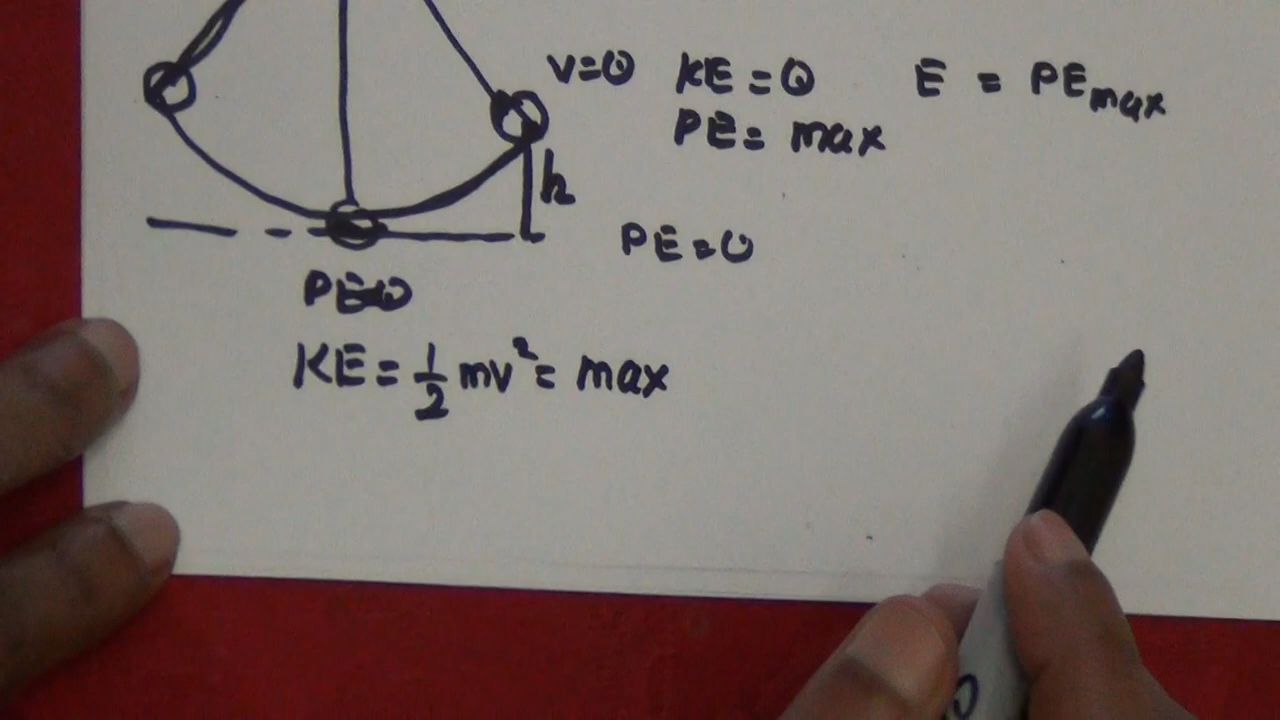 V=0 KE=0 E = PEmax
PE= max
h
PE=0
PE=0
KE=½mv²= max